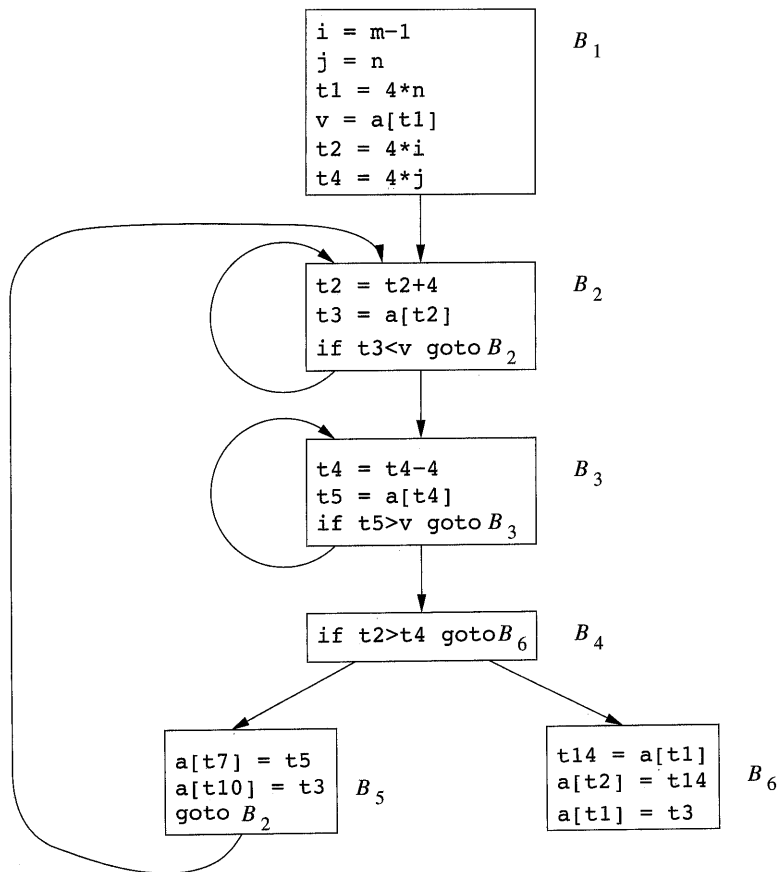 i = m-1
j = n
t1 = 4*n
v = a[t1]
t2 = 4*i
t4 = 4*j
B1
t2 = t2+4
t3 = a[t2]
if t3<v goto B2
B2
t4 = t4-4
t5 = a[t4]
if t5>v goto B3
B3
if t2>t4 goto B6
B4
a[t7] = t5
a[t10] = t3
goto B2
B5
t14 = a[t1]
a[t2] = t14
a[t1] = t3
B6